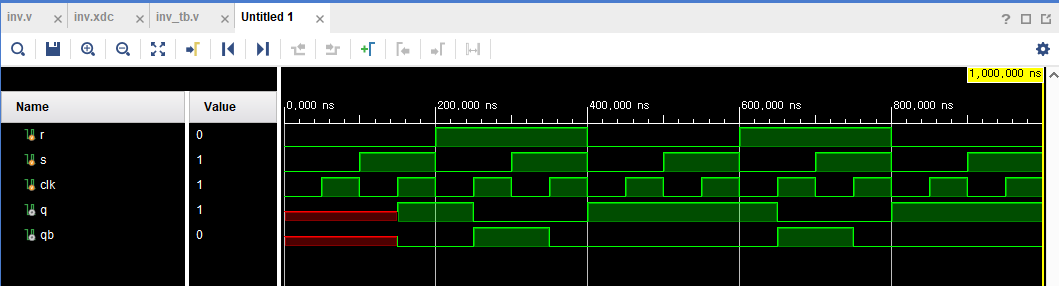 inv.v × inv.xdc × inv_tb.v × Untitled 1 ×
? 
1,000,000 ns
Name Value 0,000 ns 200,000 ns 400,000 ns 600,000 ns 800,000 ns
r 0
s 1
clk 1
q 1
qb 0